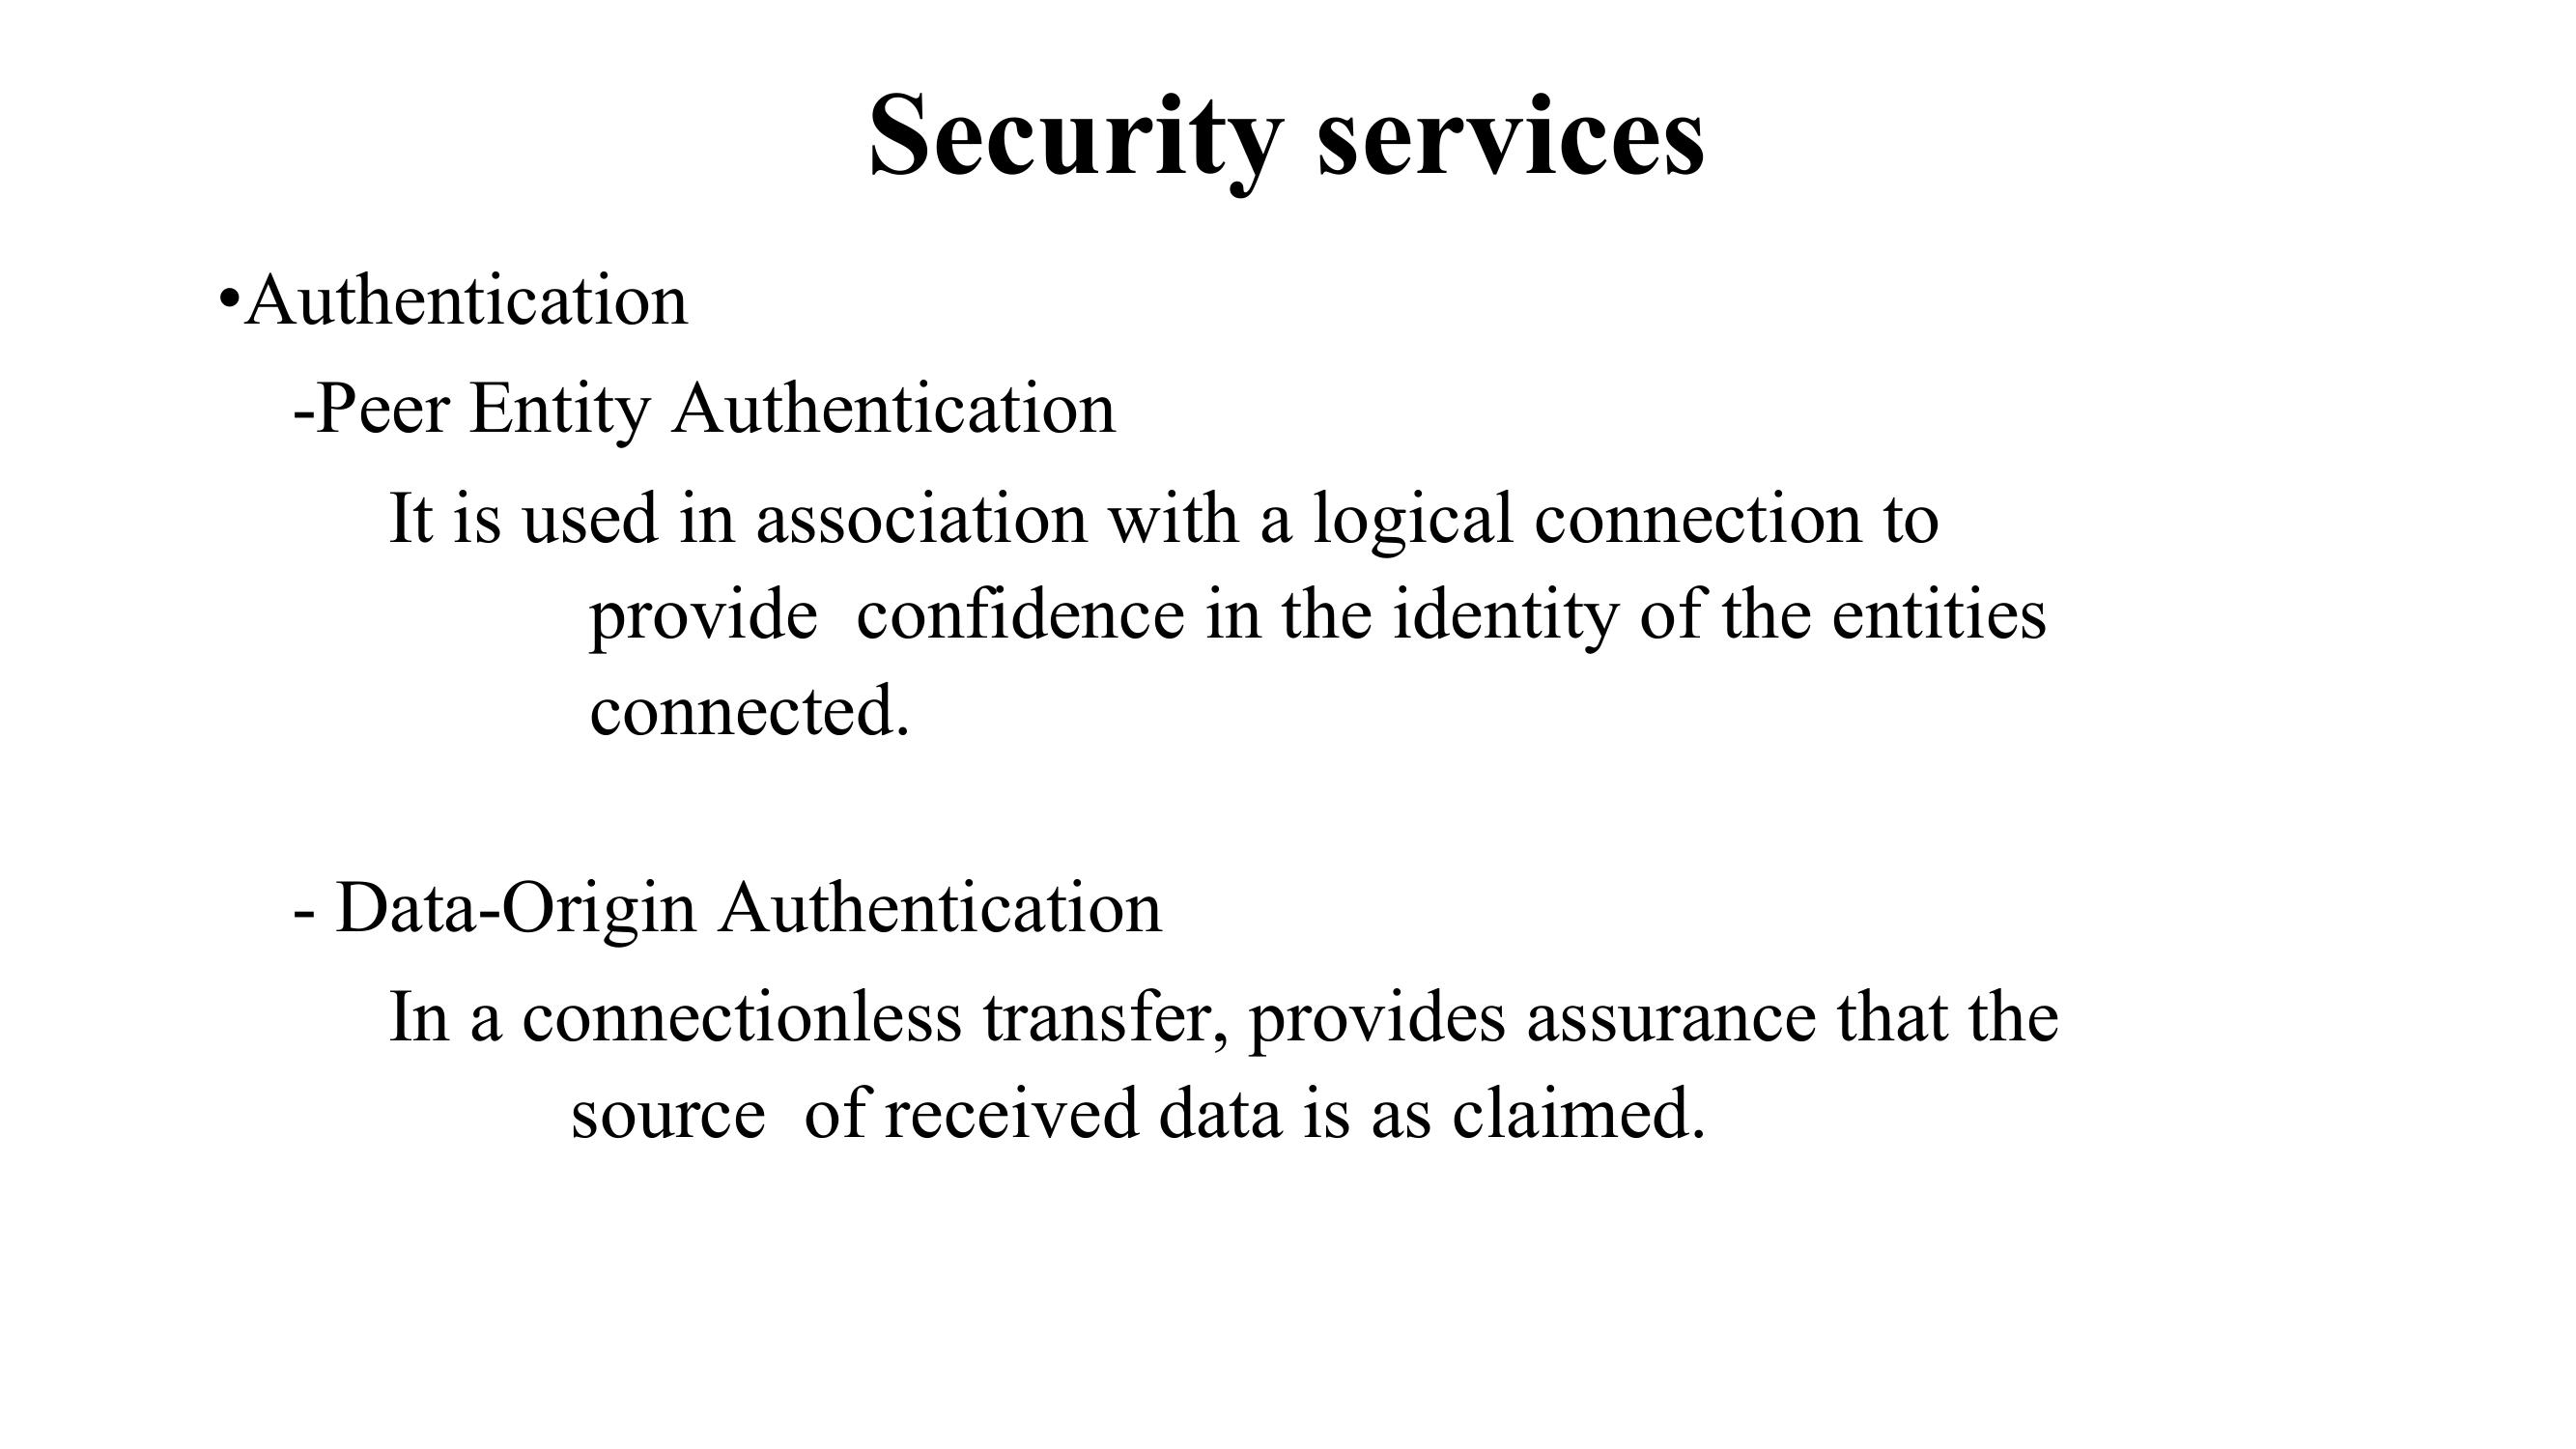 Security services
•Authentication
-Peer Entity Authentication
It is used in association with a logical connection to
provide  confidence in the identity of the entities
connected.
- Data-Origin Authentication
In a connectionless transfer, provides assurance that the
source  of received data is as claimed.